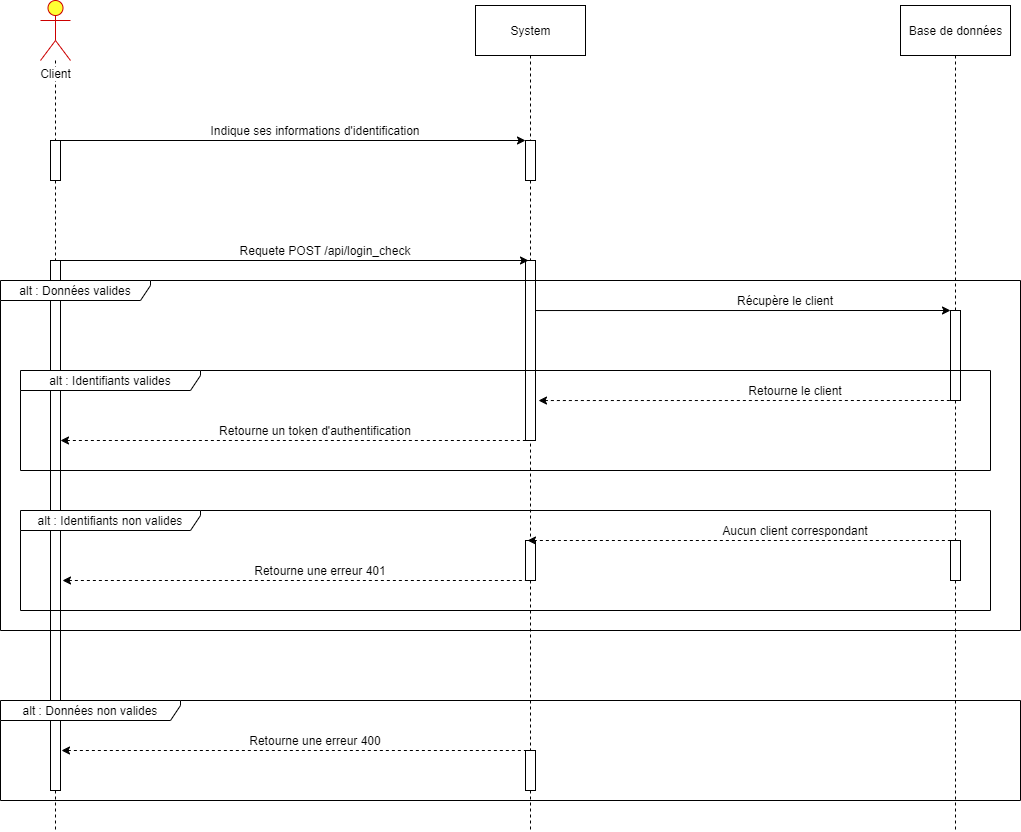 Client
System
Base de données
Indique ses informations d'identification
Requete POST /api/login_check
alt : Données valides
Récupère le client
alt : Identifiants valides
Retourne le client
Retourne un token d'authentification
alt : Identifiants non valides
Aucun client correspondant
Retourne une erreur 401
alt : Données non valides
Retourne une erreur 400